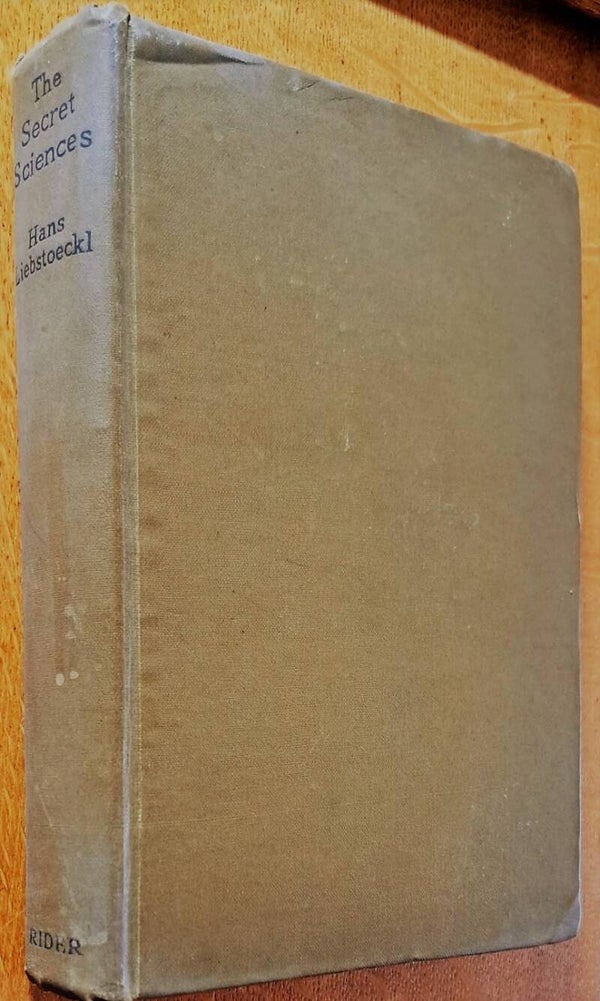 The
Secret
Sciences
Hans
Liebstoeckl
RIDER